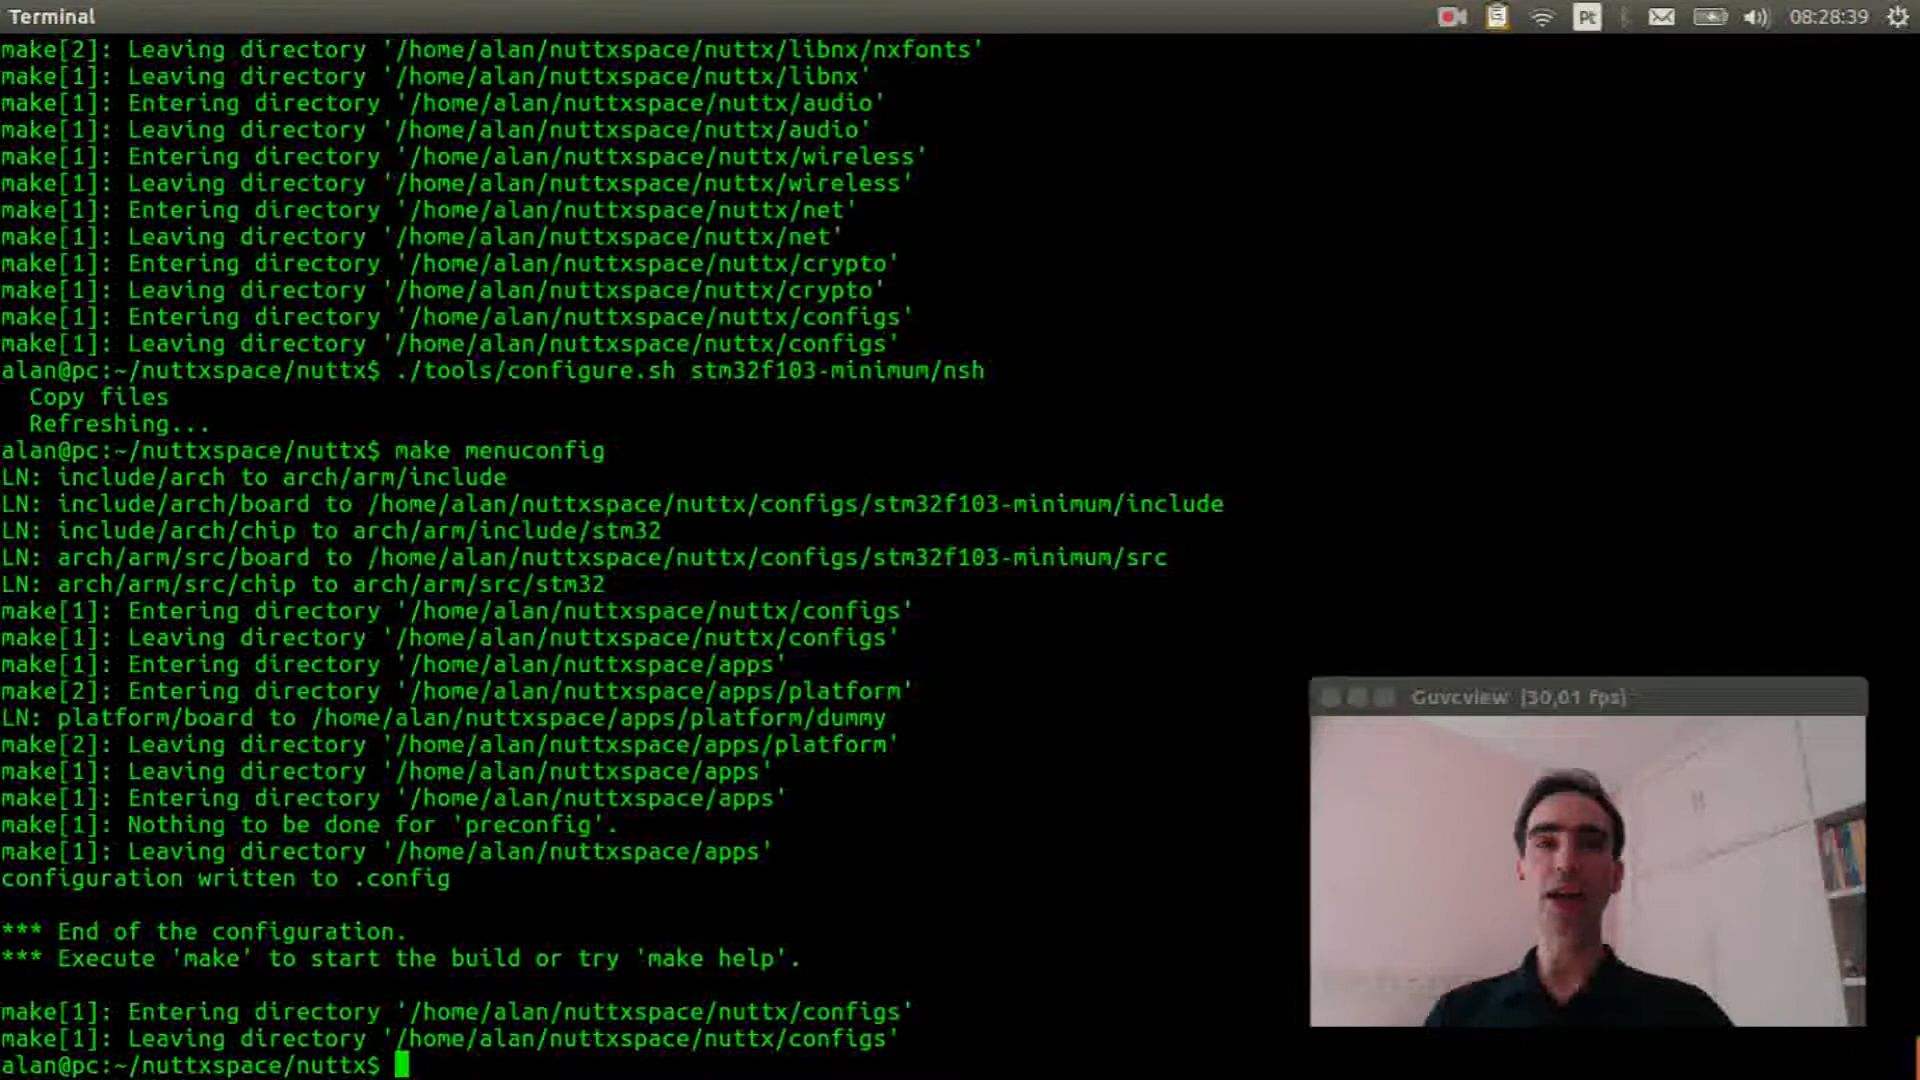 Terminal
Pt
08:28:39
make[2]: Leaving directory '/home/alan/nuttxspace/nuttx/libnx/nxfonts'
make[1]: Leaving directory '/home/alan/nuttxspace/nuttx/libnx'
make[1]: Entering directory '/home/alan/nuttxspace/nuttx/audio'
make[1]: Leaving directory '/home/alan/nuttxspace/nuttx/audio'
make[1]: Entering directory '/home/alan/nuttxspace/nuttx/wireless'
make[1]: Leaving directory '/home/alan/nuttxspace/nuttx/wireless'
make[1]: Entering directory '/home/alan/nuttxspace/nuttx/net'
make[1]: Leaving directory '/home/alan/nuttxspace/nuttx/net'
make[1]: Entering directory '/home/alan/nuttxspace/nuttx/crypto'
make[1]: Leaving directory '/home/alan/nuttxspace/nuttx/crypto'
make[1]: Entering directory '/home/alan/nuttxspace/nuttx/configs'
make[1]: Leaving directory '/home/alan/nuttxspace/nuttx/configs'
alan@pc:~/nuttxspace/nuttx$ ./tools/configure.sh stm32f103-minimum/nsh
  Copy files
  Refreshing...
alan@pc:~/nuttxspace/nuttx$ make menuconfig
LN: include/arch to arch/arm/include
LN: include/arch/board to /home/alan/nuttxspace/nuttx/configs/stm32f103-minimum/include
LN: include/arch/chip to arch/arm/include/stm32
LN: arch/arm/src/board to /home/alan/nuttxspace/nuttx/configs/stm32f103-minimum/src
LN: arch/arm/src/chip to arch/arm/src/stm32
make[1]: Entering directory '/home/alan/nuttxspace/nuttx/configs'
make[1]: Leaving directory '/home/alan/nuttxspace/nuttx/configs'
make[1]: Entering directory '/home/alan/nuttxspace/apps'
make[2]: Entering directory '/home/alan/nuttxspace/apps/platform'
LN: platform/board to /home/alan/nuttxspace/apps/platform/dummy
make[2]: Leaving directory '/home/alan/nuttxspace/apps/platform'
make[1]: Leaving directory '/home/alan/nuttxspace/apps'
make[1]: Entering directory '/home/alan/nuttxspace/apps'
make[1]: Nothing to be done for 'preconfig'.
make[1]: Leaving directory '/home/alan/nuttxspace/apps'
configuration written to .config
*** End of the configuration.
*** Execute 'make' to start the build or try 'make help'.
make[1]: Entering directory '/home/alan/nuttxspace/nuttx/configs'
make[1]: Leaving directory '/home/alan/nuttxspace/nuttx/configs'
alan@pc:~/nuttxspace/nuttx$
Guvcview (30,01 fps)